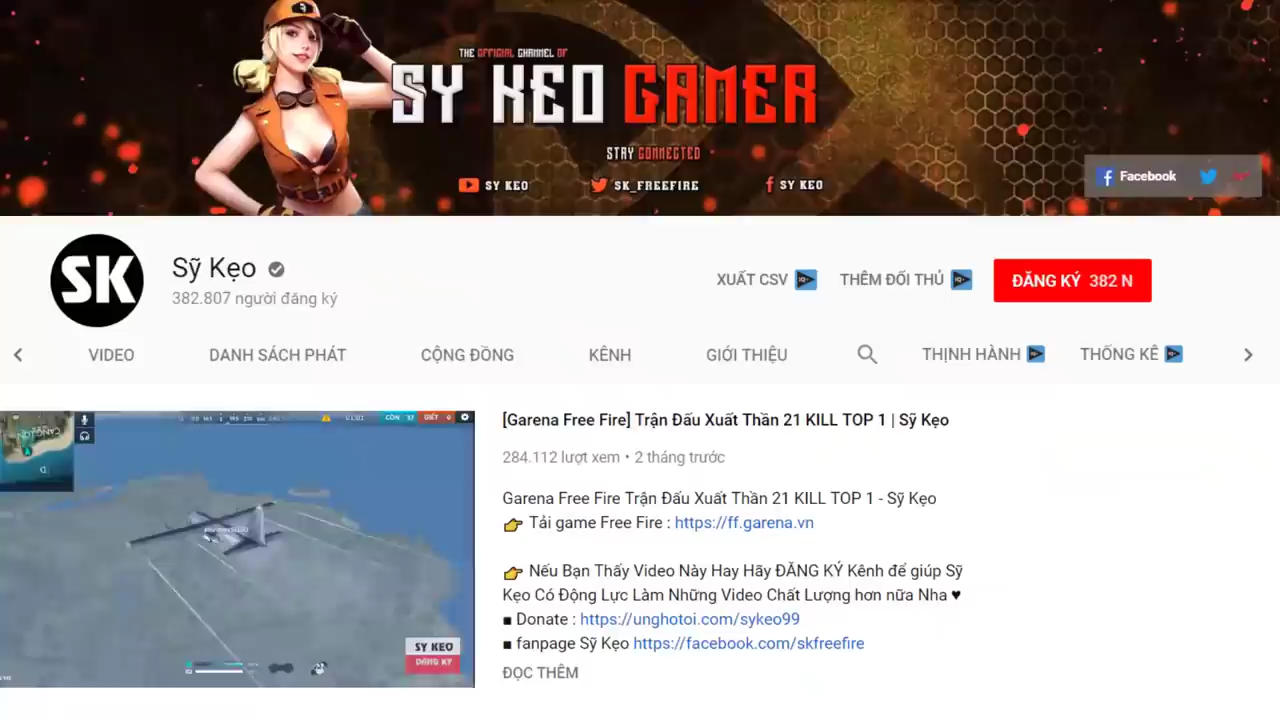 THE OFFICIAL CHANNEL OF
SY KEO GAMER
STAY CONNECTED
SY KEO
SK_FREEFIRE
SY KEO
Facebook
SK
Sỹ Kẹo
382.807 người đăng ký
XUẤT CSV
THÊM ĐỐI THỦ
ĐĂNG KÝ 382 N
VIDEO
DANH SÁCH PHÁT
CỘNG ĐỒNG
KÊNH
GIỚI THIỆU
THỊNH HÀNH
THỐNG KÊ
CÒN 37
GIẾT 0
SY KEO
ĐĂNG KÝ
[Garena Free Fire] Trận Đấu Xuất Thần 21 KILL TOP 1 | Sỹ Kẹo
284.112 lượt xem • 2 tháng trước
Garena Free Fire Trận Đấu Xuất Thần 21 KILL TOP 1 - Sỹ Kẹo
👉 Tải game Free Fire : https://ff.garena.vn
👉 Nếu Bạn Thấy Video Này Hay Hãy ĐĂNG KÝ Kênh để giúp Sỹ
Kẹo Có Động Lực Làm Những Video Chất Lượng hơn nữa Nha ♥
■ Donate : https://unghotoi.com/sykeo99
■ fanpage Sỹ Kẹo https://facebook.com/skfreefire
ĐỌC THÊM